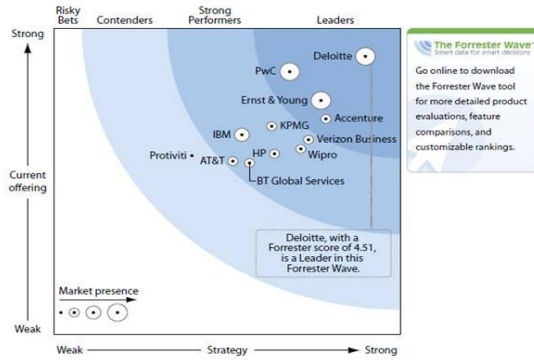 Risky
Bets
Contenders
Strong
Performers
Leaders
Strong
Deloitte
PwC
Ernst & Young
Accenture
KPMG
IBM
Verizon Business
Protiviti
AT&T
HP
Wipro
BT Global Services
Current
offering
Deloitte, with a
Forrester score of 4.51,
is a Leader in this
Forrester Wave.
Market presence
Weak
Weak
Strategy
Strong
The Forrester Wave™
Smart data for smart decisions
Go online to download
the Forrester Wave tool
for more detailed product
evaluations, feature
comparisons, and
customizable rankings.